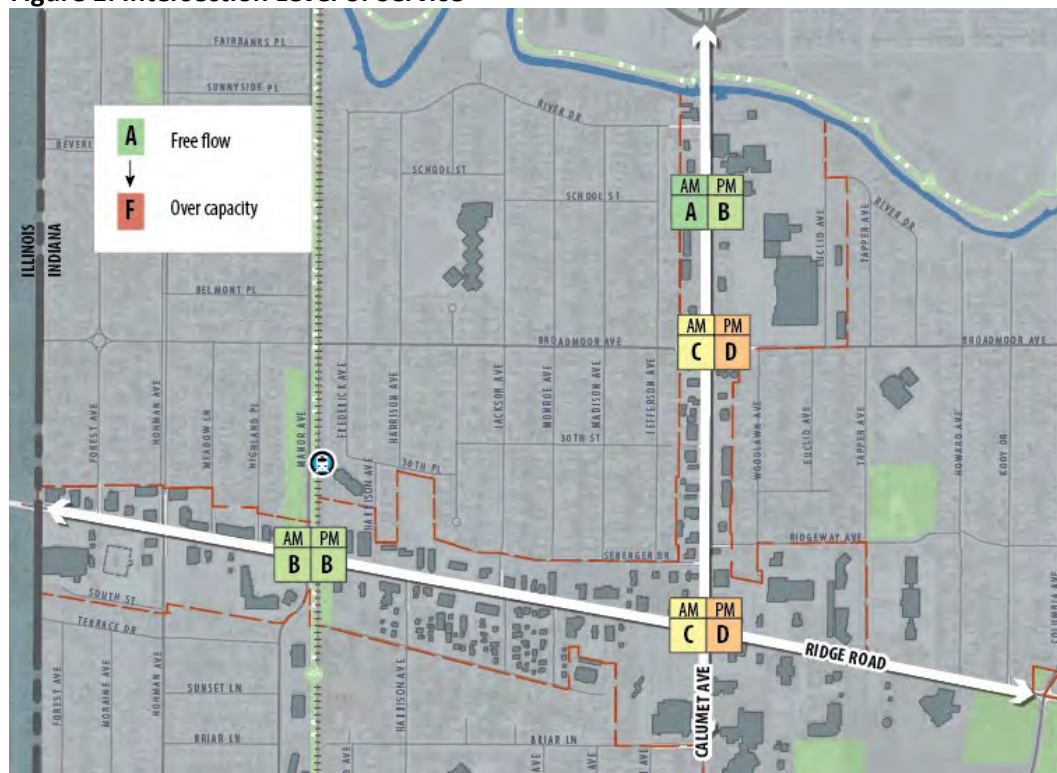 Figure 2. Intersection Level of Service
FAIRBANKS PL
SUNNYSIDE PL
A Free flow
F Over capacity
BEVERL
RIVER DR
SCHOOL ST
SCHOOL ST
AM PM
A B
EUCLID AVE
TAPPER AVE
RIVER DR
ILLINOIS
INDIANA
BELMONT PL
AM PM
C D
BROADMOOR AVE
BROADMOOR AVE
FOREST AVE
HOHMAN AVE
MEADOW LN
HIGHLAND PL
MANOR AVE
FREDERICK AVE
HARRISON AVE
JACKSON AVE
MONROE AVE
MADISON AVE
JEFFERSON AVE
WOODLAWN AVE
EUCLID AVE
TAPPER AVE
HOWARD AVE
KOOY DR
30TH ST
30TH PL
HARRISON AVE
AM PM
B B
SEBERGER DR
RIDGEWAY AVE
SOUTH ST
TERRACE DR
AM PM
C D
RIDGE ROAD
COLUMBIA AVE
FOREST AVE
MORAINE AVE
HOHMAN AVE
SUNSET LN
HARRISON AVE
CALUMET AVE
BRIAR LN
BRIAR LN